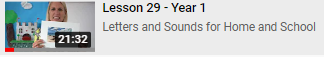 Lesson 29 - Year 1
Letters and Sounds for Home and School
21:32